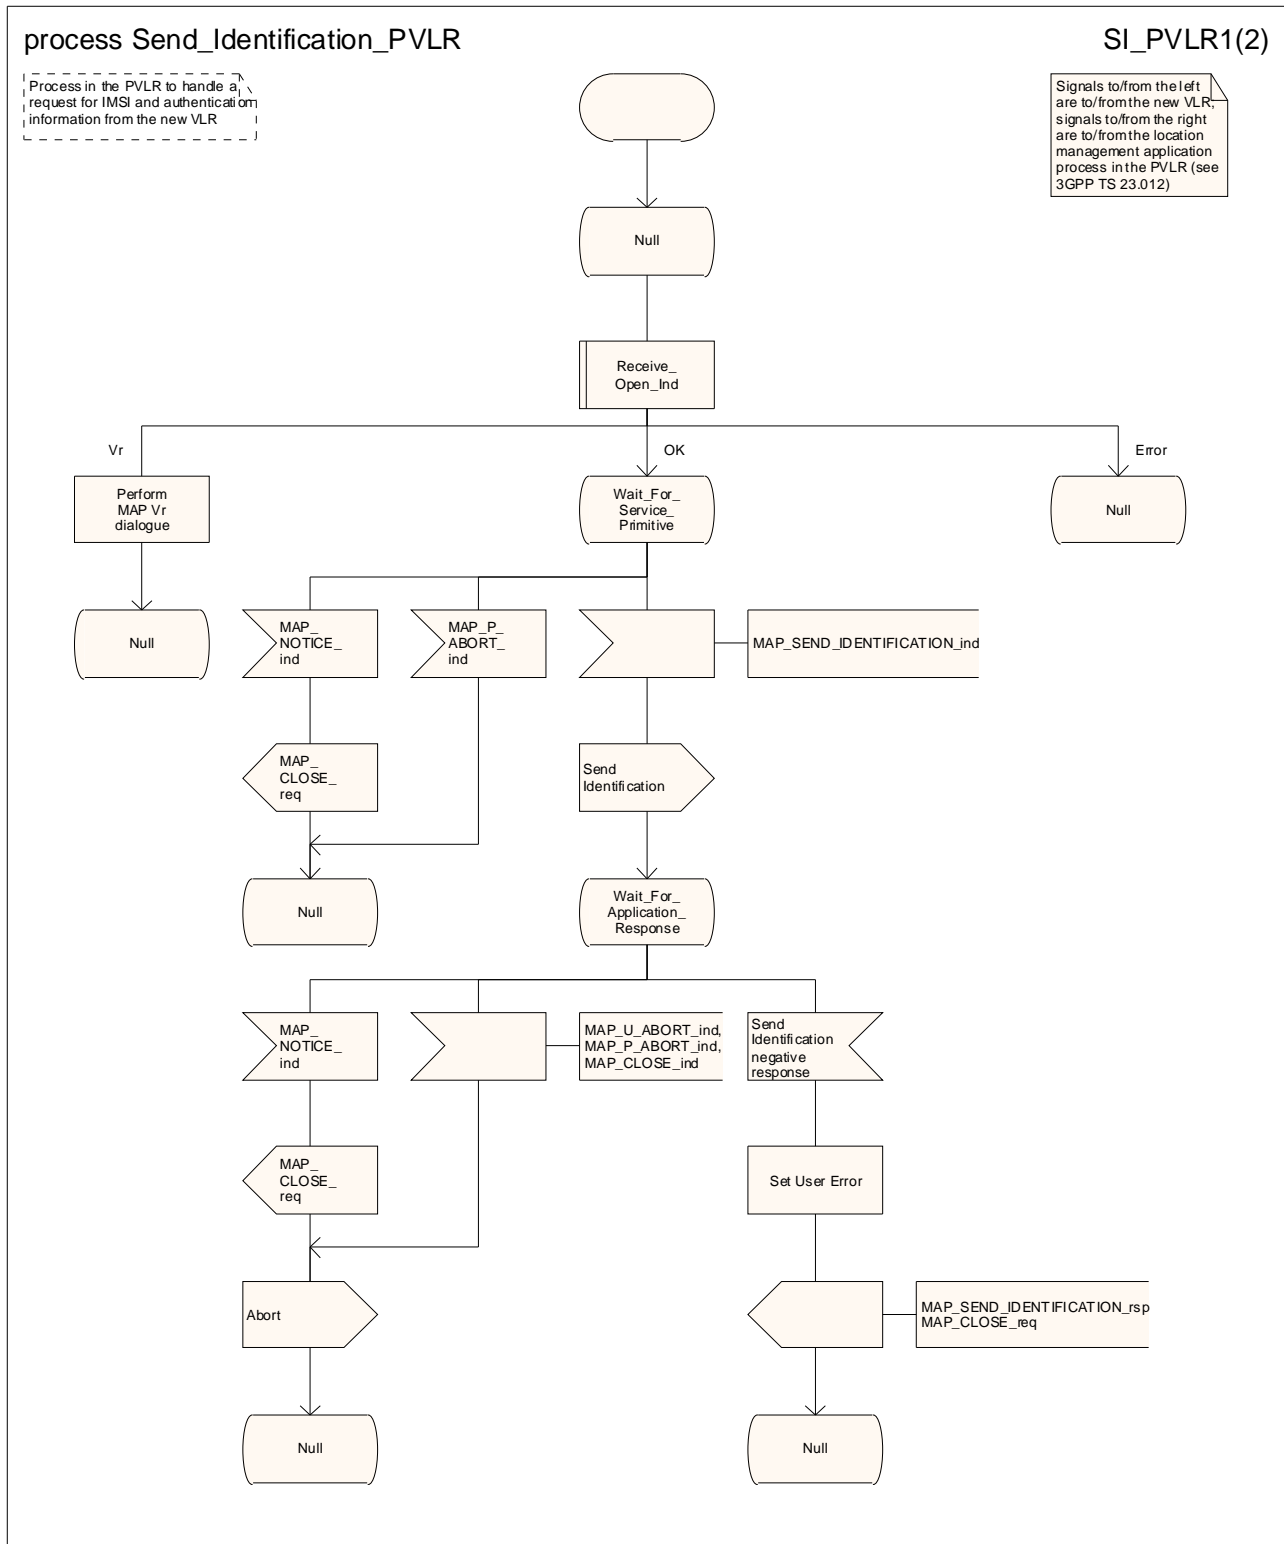 process Send_Identification_PVLR
SI_PVLR1(2)
Process in the PVLR to handle a
request for IMSI and authentication
information from the new VLR
Signals to/from the left
are to/from the new VLR;
signals to/from the right
are to/from the location
management application
process in the PVLR (see
3GPP TS 23.012)
Null
Receive_
Open_Ind
Vr
OK
Error
Perform
MAP Vr
dialogue
Wait_For_
Service_
Primitive
Null
Null
MAP_
NOTICE_
ind
MAP_P_
ABORT_
ind
MAP_SEND_IDENTIFICATION_ind
MAP_
CLOSE_
req
Send
Identification
Null
Wait_For_
Application_
Response
MAP_
NOTICE_
ind
MAP_U_ABORT_ind,
MAP_P_ABORT_ind,
MAP_CLOSE_ind
Send
Identification
negative
response
MAP_
CLOSE_
req
Set User Error
Abort
MAP_SEND_IDENTIFICATION_rsp
MAP_CLOSE_req
Null
Null